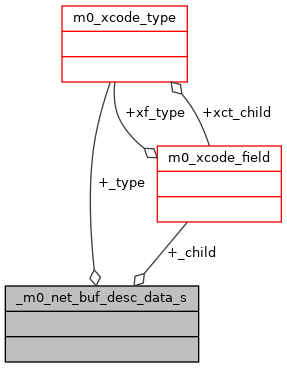 m0_xcode_type
+xf_type
+xct_child
m0_xcode_field
+_type
+_child
_m0_net_buf_desc_data_s